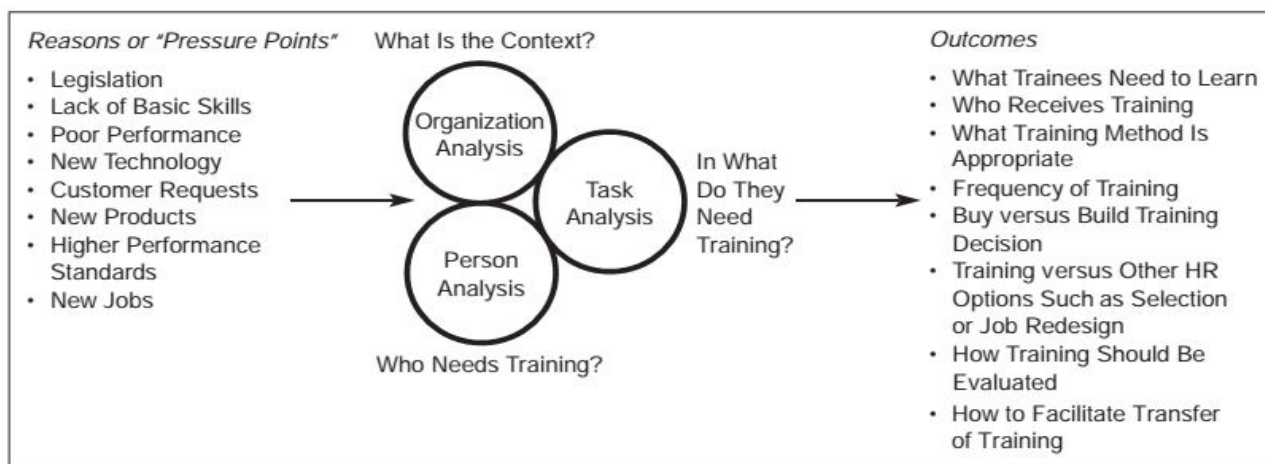 Reasons or "Pressure Points"
• Legislation
• Lack of Basic Skills
• Poor Performance
• New Technology
• Customer Requests
• New Products
• Higher Performance
Standards
• New Jobs
What Is the Context?
Organization
Analysis
Task
Analysis
Person
Analysis
In What
Do They
Need
Training?
Who Needs Training?
Outcomes
• What Trainees Need to Learn
• Who Receives Training
• What Training Method Is
Appropriate
• Frequency of Training
• Buy versus Build Training
Decision
• Training versus Other HR
Options Such as Selection
or Job Redesign
• How Training Should Be
Evaluated
• How to Facilitate Transfer
of Training